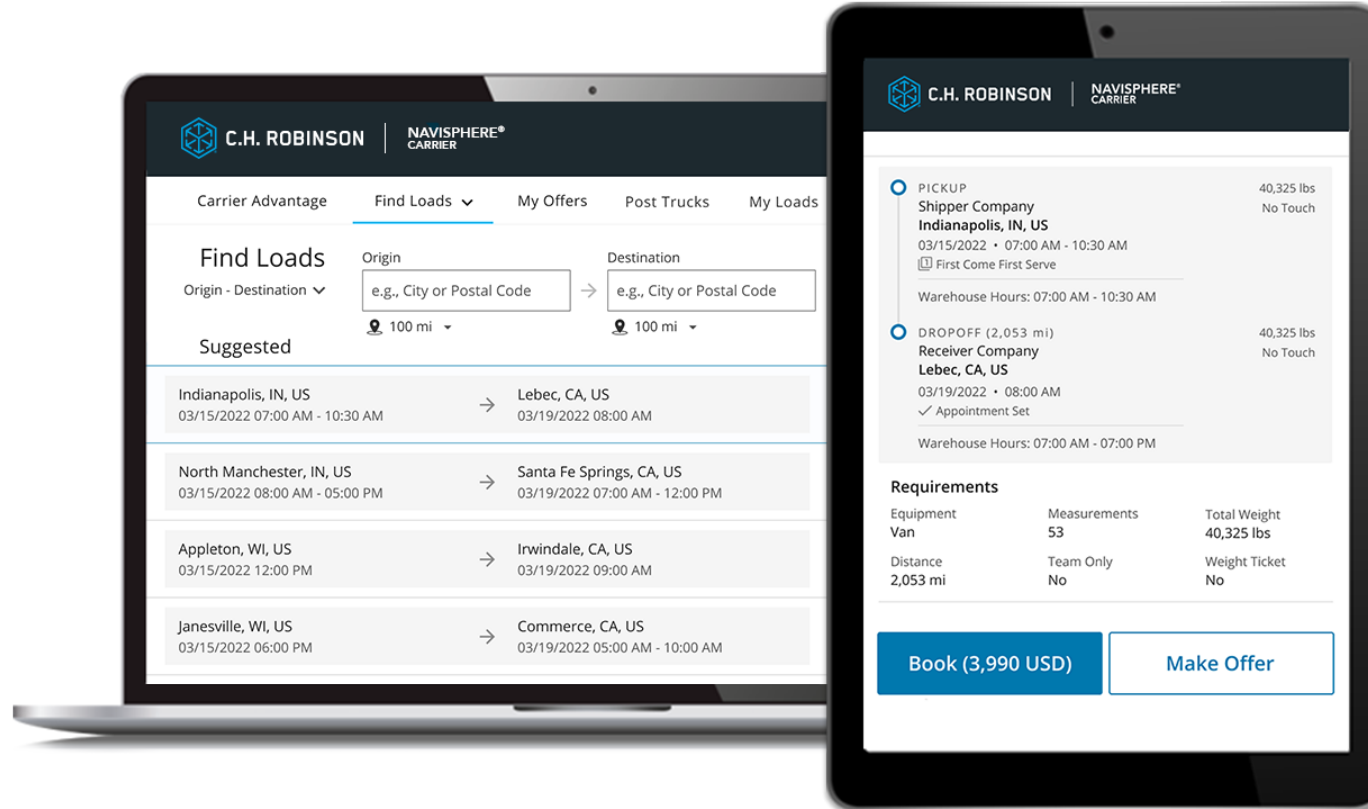 C.H. ROBINSON
NAVISPHERE®
CARRIER
Carrier Advantage Find Loads My Offers Post Trucks My Loads
Find Loads
Origin - Destination
Origin
e.g., City or Postal Code
100 mi
Destination
e.g., City or Postal Code
100 mi
Suggested
Indianapolis, IN, US
03/15/2022 07:00 AM - 10:30 AM
Lebec, CA, US
03/19/2022 08:00 AM
North Manchester, IN, US
03/15/2022 08:00 AM - 05:00 PM
Santa Fe Springs, CA, US
03/19/2022 07:00 AM - 12:00 PM
Appleton, WI, US
03/15/2022 12:00 PM
Irwindale, CA, US
03/19/2022 09:00 AM
Janesville, WI, US
03/15/2022 06:00 PM
Commerce, CA, US
03/19/2022 05:00 AM - 10:00 AM
C.H. ROBINSON
NAVISPHERE®
CARRIER
PICKUP
Shipper Company
Indianapolis, IN, US
03/15/2022 • 07:00 AM - 10:30 AM
1 First Come First Serve
Warehouse Hours: 07:00 AM - 10:30 AM
40,325 lbs
No Touch
DROPOFF (2,053 mi)
Receiver Company
Lebec, CA, US
03/19/2022 • 08:00 AM
Appointment Set
Warehouse Hours: 07:00 AM - 07:00 PM
40,325 lbs
No Touch
Requirements
Equipment
Van
Measurements
53
Total Weight
40,325 lbs
Distance
2,053 mi
Team Only
No
Weight Ticket
No
Book (3,990 USD)
Make Offer